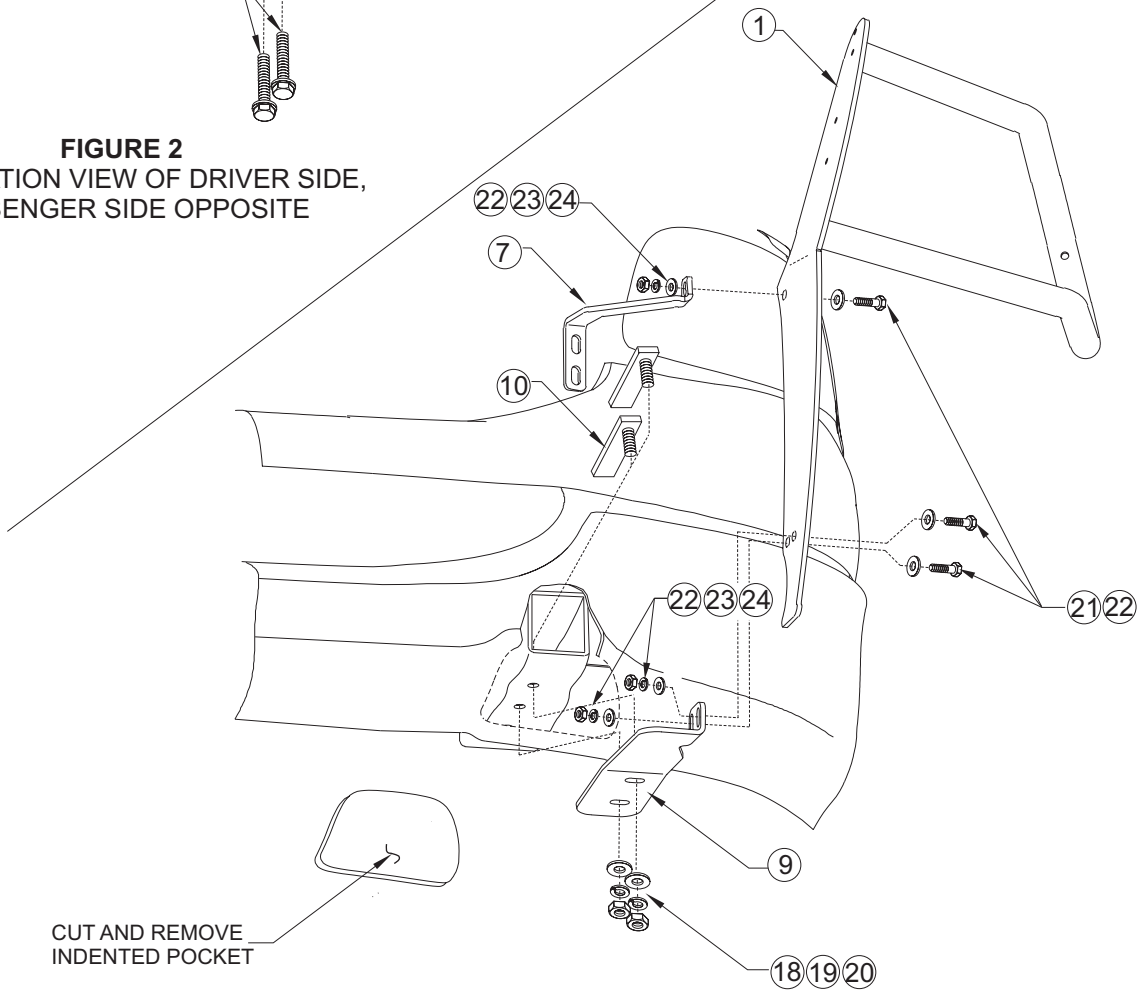 1
FIGURE 2
TION VIEW OF DRIVER SIDE,
ENGER SIDE OPPOSITE
22 23 24
7
10
21 22
22 23 24
9
CUT AND REMOVE
INDENTED POCKET
18 19 20